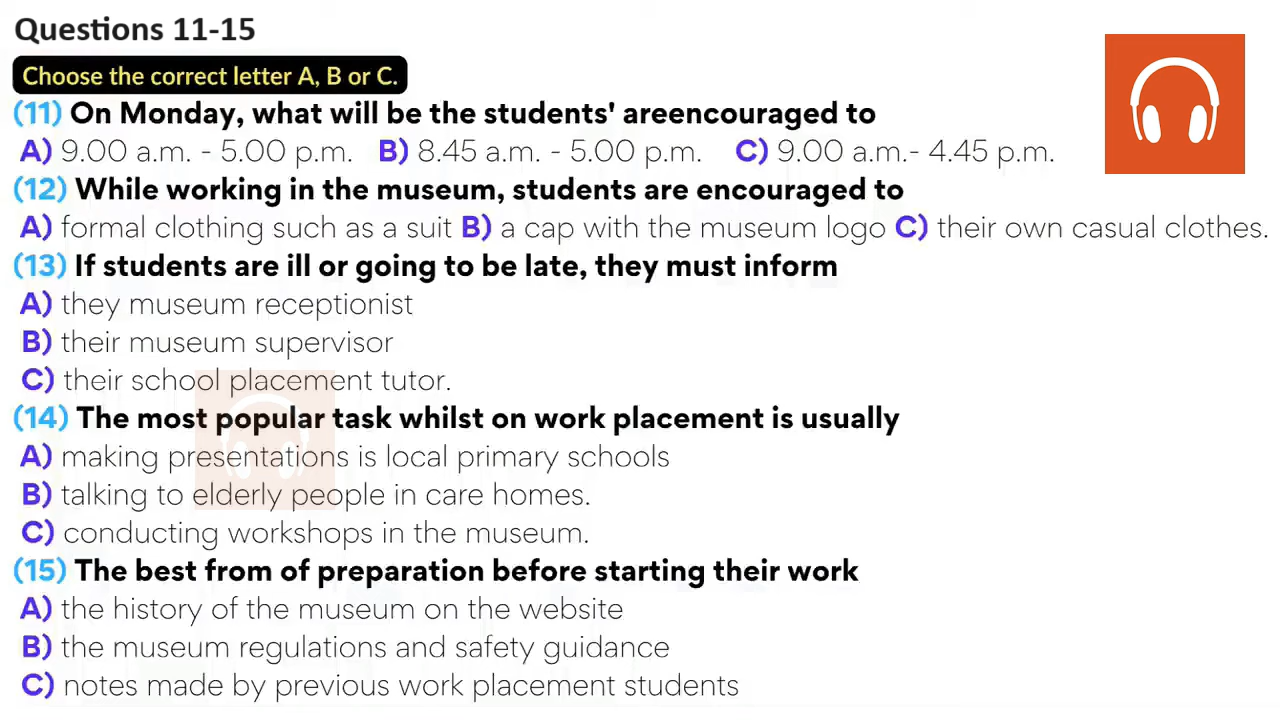 Questions 11-15
Choose the correct letter A, B or C.
(11) On Monday, what will be the students' areencouraged to
A) 9.00 a.m. - 5.00 p.m. B) 8.45 a.m. - 5.00 p.m. C) 9.00 a.m.- 4.45 p.m.
(12) While working in the museum, students are encouraged to
A) formal clothing such as a suit B) a cap with the museum logo C) their own casual clothes.
(13) If students are ill or going to be late, they must inform
A) they museum receptionist
B) their museum supervisor
C) their school placement tutor.
(14) The most popular task whilst on work placement is usually
A) making presentations is local primary schools
B) talking to elderly people in care homes.
C) conducting workshops in the museum.
(15) The best from of preparation before starting their work
A) the history of the museum on the website
B) the museum regulations and safety guidance
C) notes made by previous work placement students